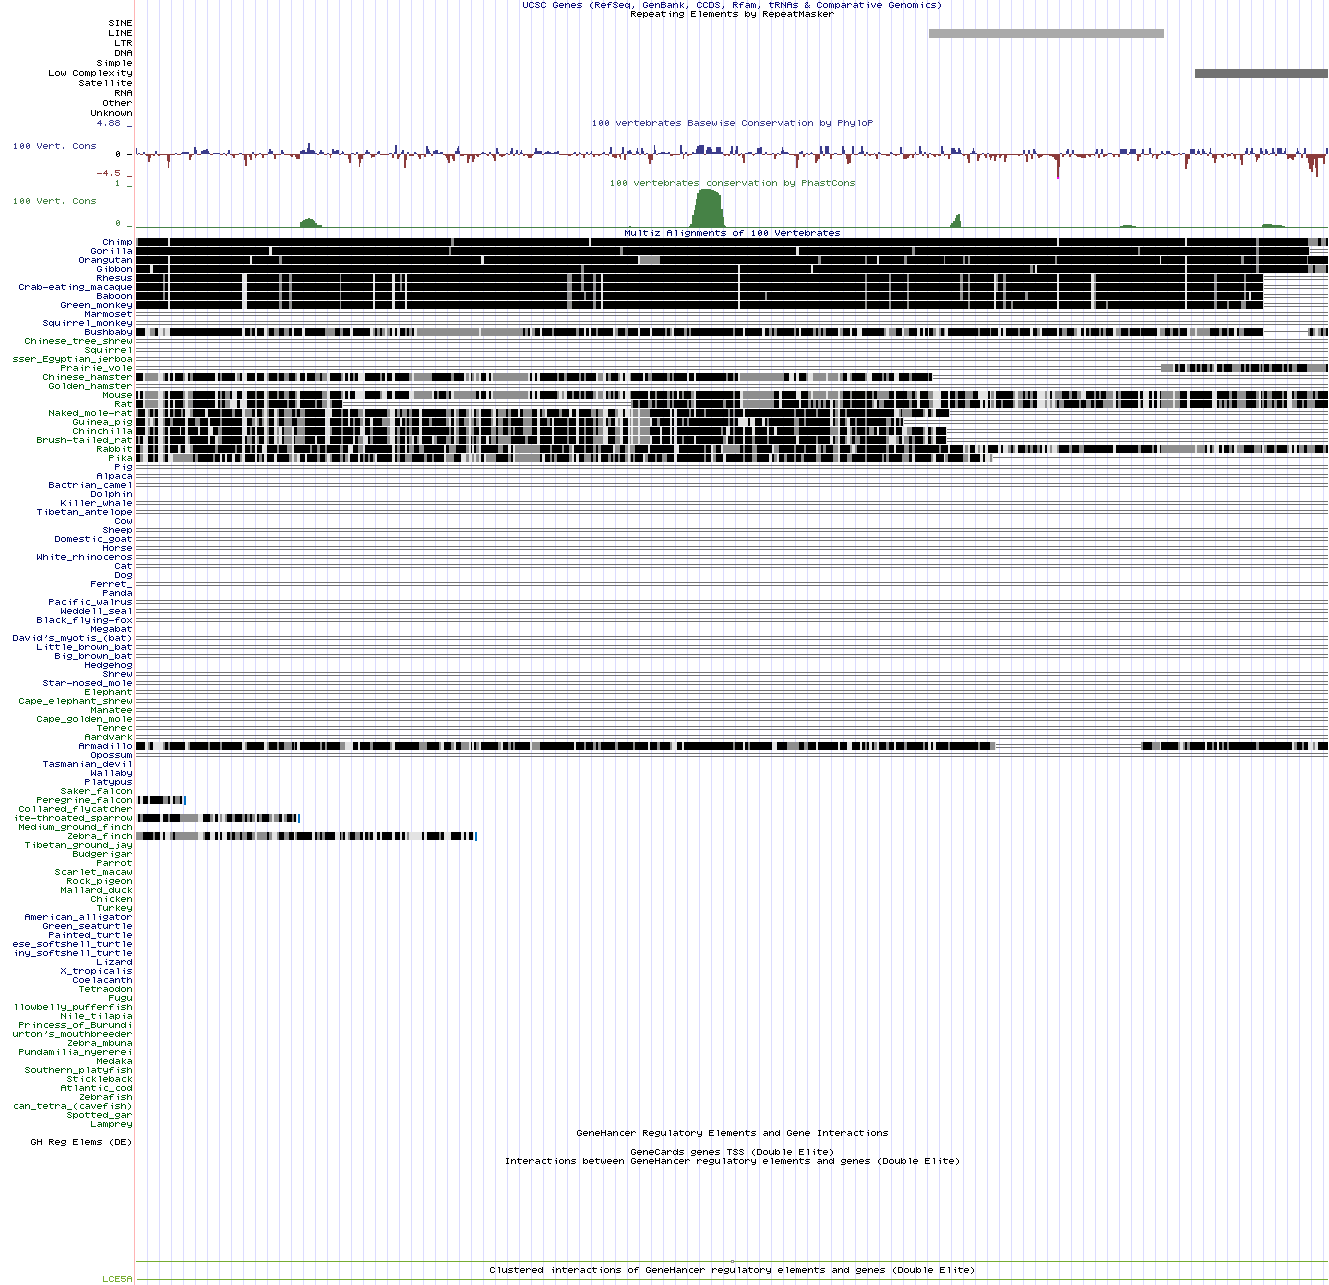 UCSC Genes (RefSeq, GenBank, CCDS, Rfam, tRNAs & Comparative Genomics)
Repeating Elements by RepeatMasker
SINE
LINE
LTR
DNA
Simple
Low Complexity
Satellite
RNA
Other
Unknown
4.88 _
100 vertebrates Basewise Conservation by PhyloP
100 Vert. Cons
0 _
-4.5 _
1 _
100 vertebrates conservation by PhastCons
100 Vert. Cons
0 _
Multiz Alignments of 100 Vertebrates
Chimp
Gorilla
Orangutan
Gibbon
Rhesus
Crab-eating_macaque
Baboon
Green_monkey
Marmoset
Squirrel_monkey
Bushbaby
Chinese_tree_shrew
Squirrel
sser_Egyptian_jerboa
Prairie_vole
Chinese_hamster
Golden_hamster
Mouse
Rat
Naked_mole-rat
Guinea_pig
Chinchilla
Brush-tailed_rat
Rabbit
Pika
Pig
Alpaca
Bactrian_camel
Dolphin
Killer_whale
Tibetan_antelope
Cow
Sheep
Domestic_goat
Horse
White_rhinoceros
Cat
Dog
Ferret_
Panda
Pacific_walrus
Weddell_seal
Black_flying-fox
Megabat
David's_myotis_(bat)
Little_brown_bat
Big_brown_bat
Hedgehog
Shrew
Star-nosed_mole
Elephant
Cape_elephant_shrew
Manatee
Cape_golden_mole
Tenrec
Aardvark
Armadillo
Opossum
Tasmanian_devil
Wallaby
Platypus
Saker_falcon
Peregrine_falcon
Collared_flycatcher
ite-throated_sparrow
Medium_ground_finch
Zebra_finch
Tibetan_ground_jay
Budgerigar
Parrot
Scarlet_macaw
Rock_pigeon
Mallard_duck
Chicken
Turkey
American_alligator
Green_seaturtle
Painted_turtle
ese_softshell_turtle
iny_softshell_turtle
Lizard
X_tropicalis
Coelacanth
Tetraodon
Fugu
llowbelly_pufferfish
Nile_tilapia
Princess_of_Burundi
urton's_mouthbreeder
Zebra_mbuna
Pundamilia_nyererei
Medaka
Southern_platyfish
Stickleback
Atlantic_cod
Zebrafish
can_tetra_(cavefish)
Spotted_gar
Lamprey
GeneHancer Regulatory Elements and Gene Interactions
GH Reg Elems (DE)
GeneCards genes TSS (Double Elite)
Interactions between GeneHancer regulatory elements and genes (Double Elite)
Clustered interactions of GeneHancer regulatory elements and genes (Double Elite)
LCE5A